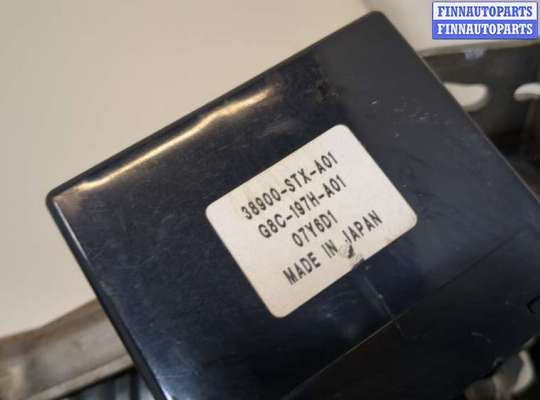 FINNAUTOPARTS
FINNAUTOPARTS
38900-STX-A01
G8C-197H-A01
07Y6D1
MADE IN JAPAN